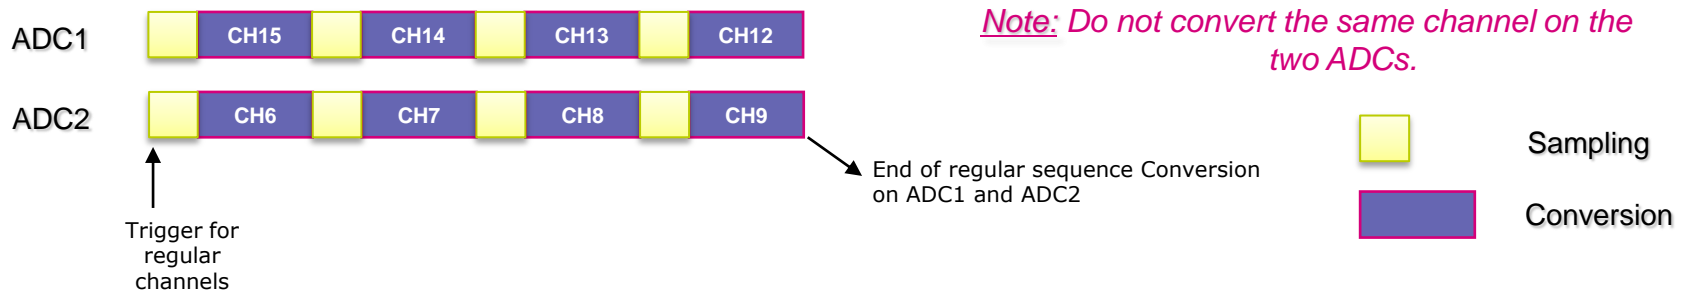 ADC1
CH15
CH14
CH13
CH12
ADC2
CH6
CH7
CH8
CH9
Trigger for
regular
channels
End of regular sequence Conversion
on ADC1 and ADC2
Note: Do not convert the same channel on the
two ADCs.
Sampling
Conversion